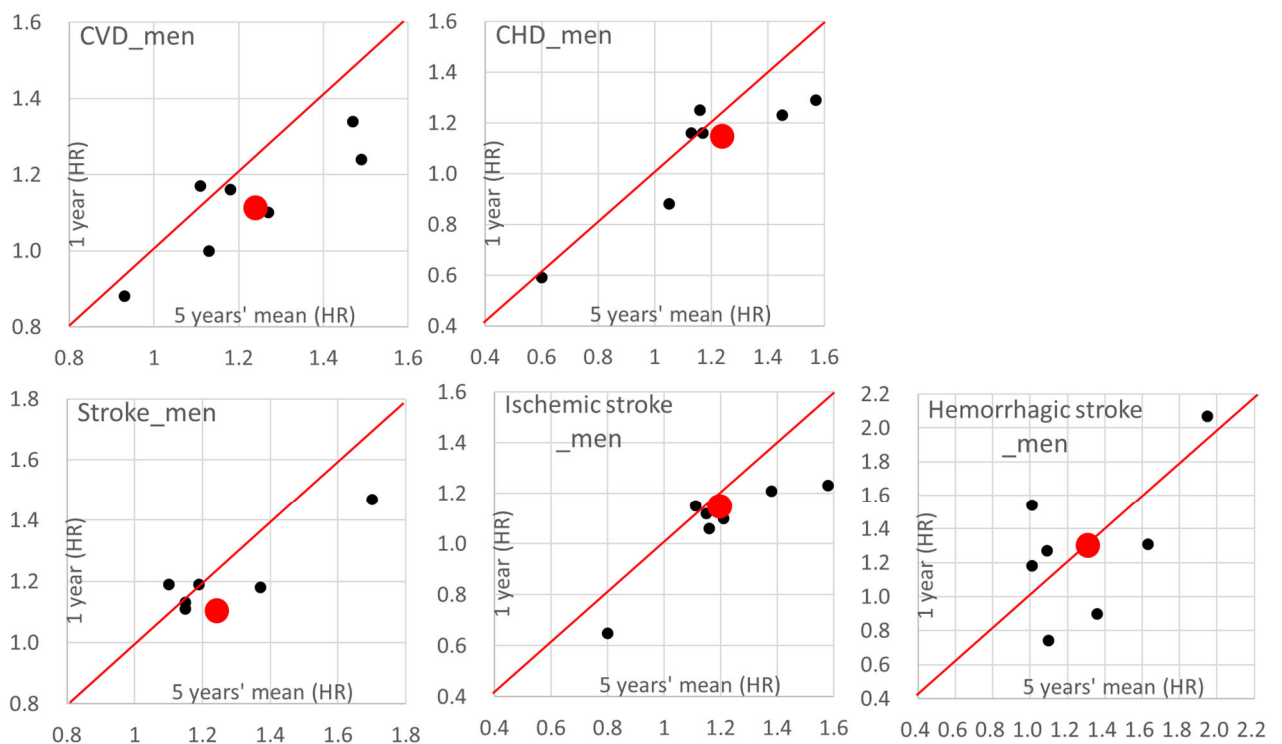 1.6
CVD_men
1.4
1.2
1 year (HR)
1.0
5 years' mean (HR)
0.8
0.8 1 1.2 1.4 1.6
1.6
CHD_men
1.4
1.2
1.0
1 year (HR)
0.8
0.6
5 years' mean (HR)
0.4
0.4 0.6 0.8 1 1.2 1.4 1.6
1.8
Stroke_men
1.6
1.4
1.2
1 year (HR)
1.0
5 years' mean (HR)
0.8
0.8 1.0 1.2 1.4 1.6 1.8
1.6
Ischemic stroke
_men
1.4
1.2
1.0
1 year (HR)
0.8
0.6
5 years' mean (HR)
0.4
0.4 0.6 0.8 1.0 1.2 1.4 1.6
2.2
Hemorrhagic stroke
2.0
_men
1.8
1.6
1.4
1.2
1 year (HR)
1.0
0.8
0.6
5 years' mean (HR)
0.4
0.4 0.6 0.8 1.0 1.2 1.4 1.6 1.8 2.0 2.2